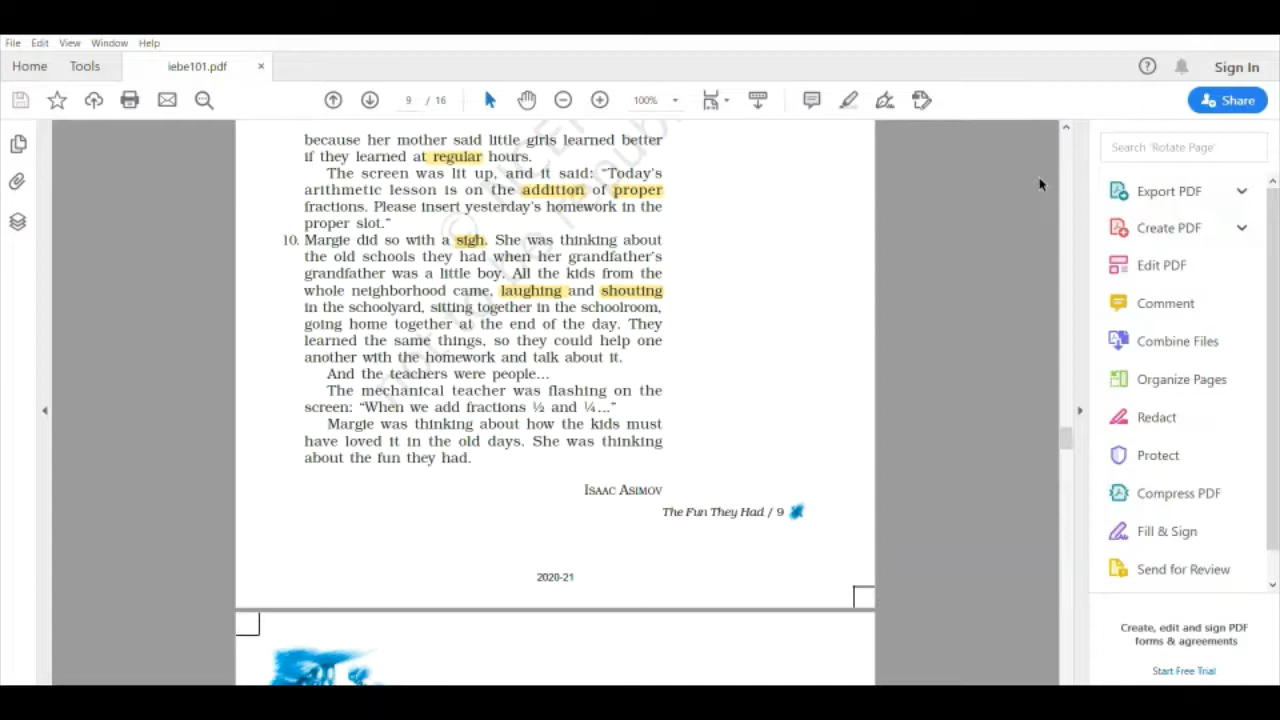 File Edit View Window Help
Home Tools iebe101.pdf × Sign In
9 / 16 100% Share
because her mother said little girls learned better
if they learned at regular hours.
The screen was lit up, and it said: “Today’s
arithmetic lesson is on the addition of proper
fractions. Please insert yesterday’s homework in the
proper slot.”
10. Margie did so with a sigh. She was thinking about
the old schools they had when her grandfather’s
grandfather was a little boy. All the kids from the
whole neighborhood came, laughing and shouting
in the schoolyard, sitting together in the schoolroom,
going home together at the end of the day. They
learned the same things, so they could help one
another with the homework and talk about it.
And the teachers were people...
The mechanical teacher was flashing on the
screen: “When we add fractions ½ and ¼...”
Margie was thinking about how the kids must
have loved it in the old days. She was thinking
about the fun they had.
ISAAC ASIMOV
The Fun They Had / 9
2020-21
Search 'Rotate Page'
Export PDF
Create PDF
Edit PDF
Comment
Combine Files
Organize Pages
Redact
Protect
Compress PDF
Fill & Sign
Send for Review
Create, edit and sign PDF
forms & agreements
Start Free Trial